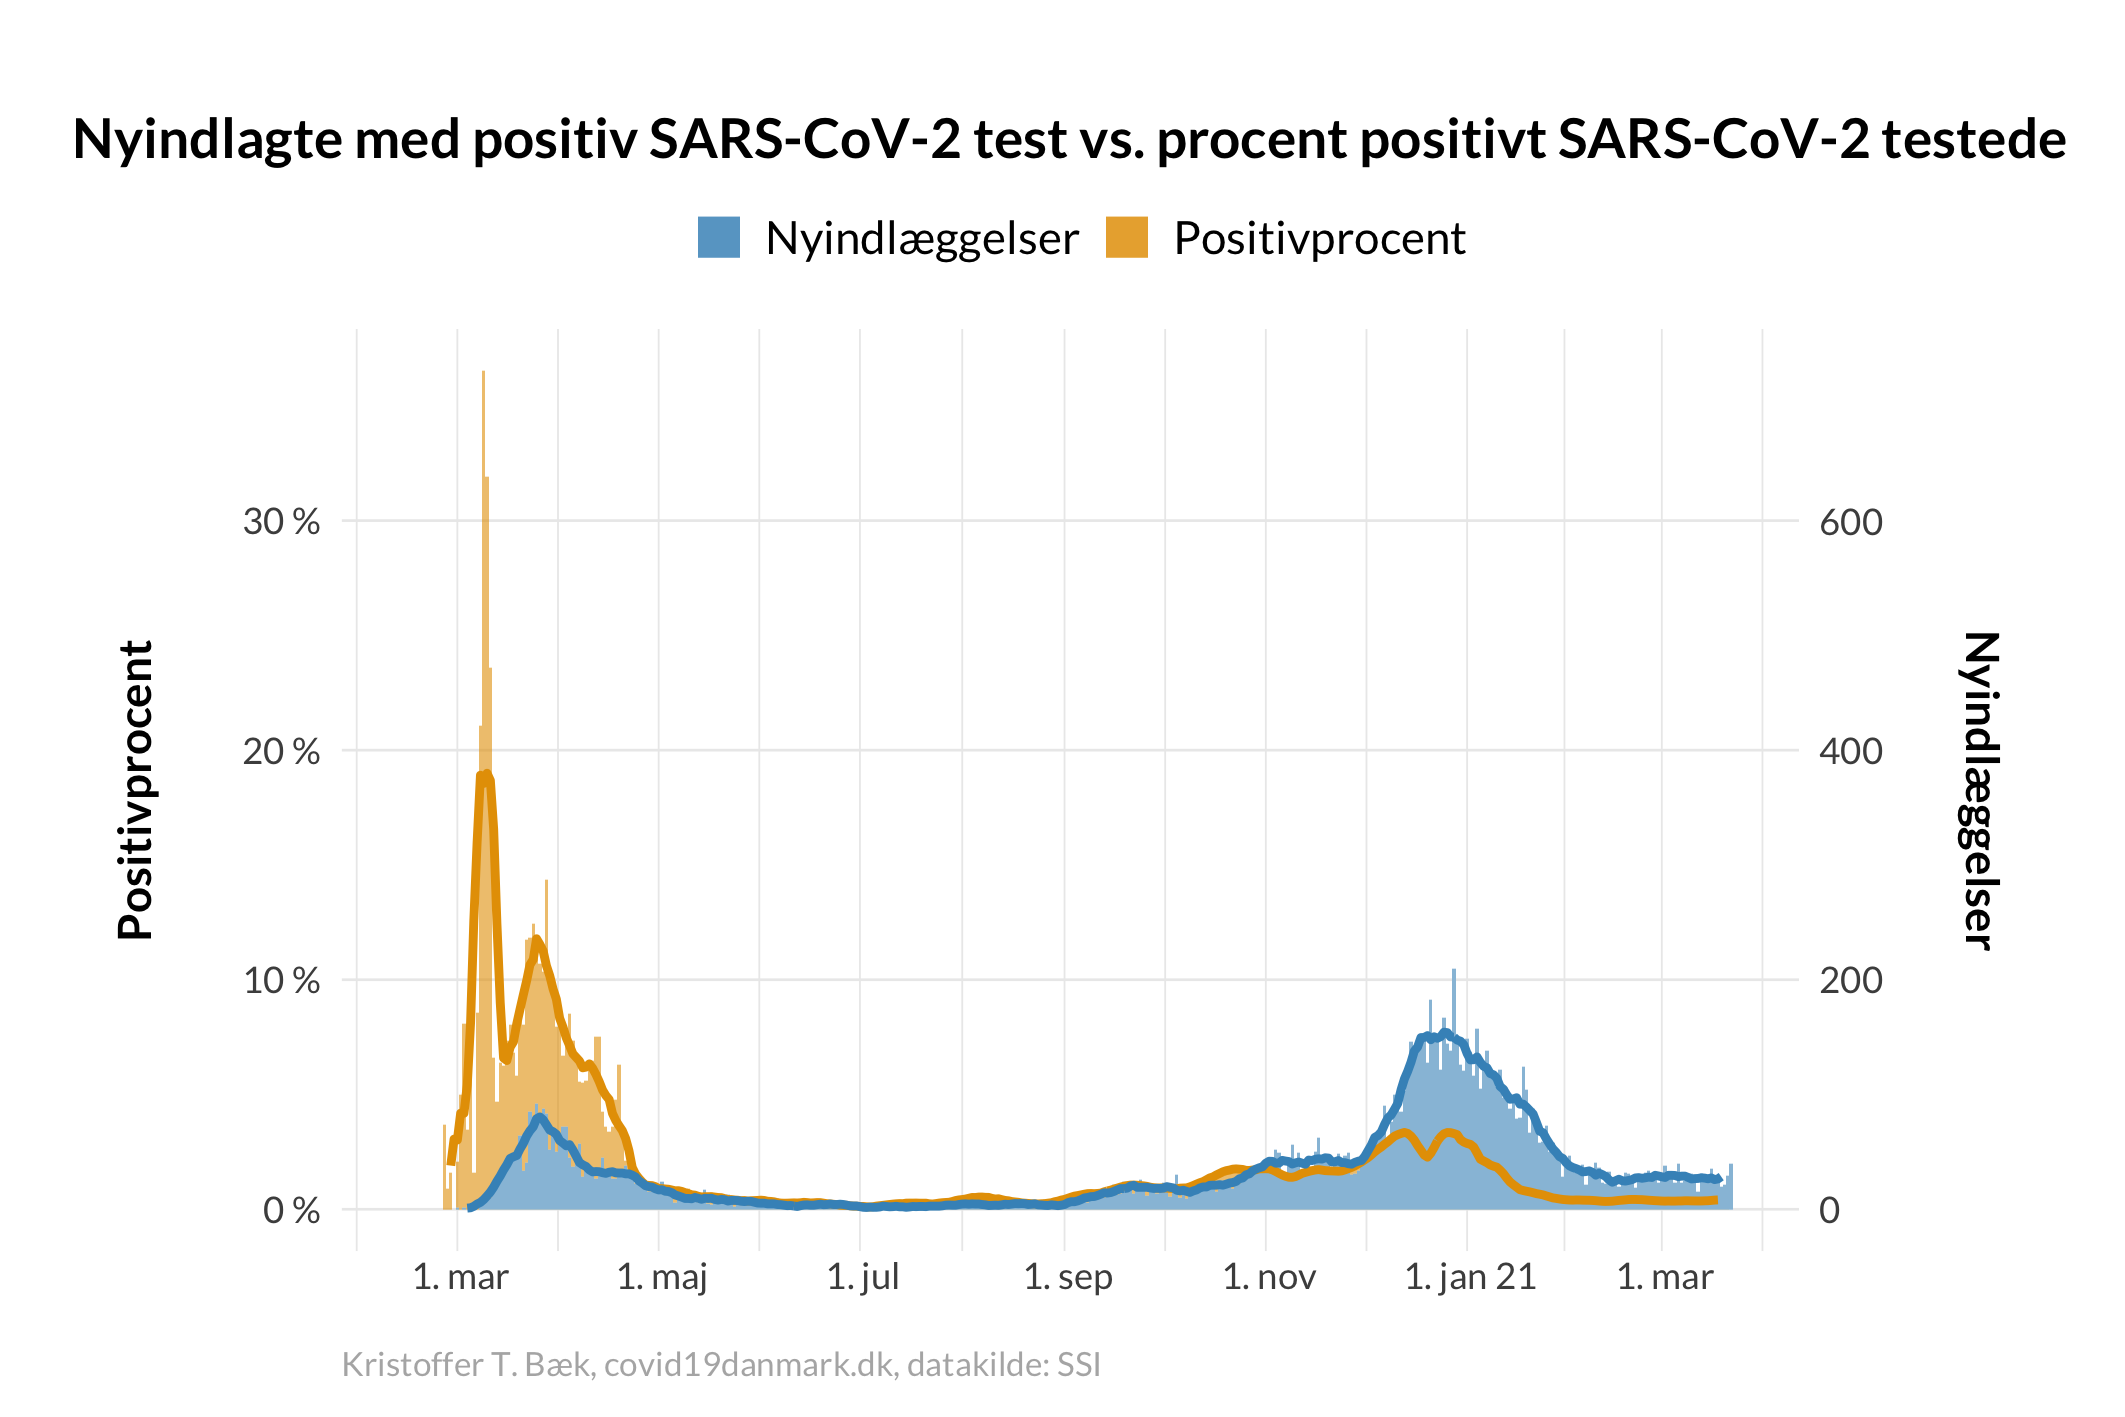 Nyindlagte med positiv SARS-CoV-2 test vs. procent positivt SARS-CoV-2 testede
Nyindlæggelser Positivprocent
Positivprocent
30 %
20 %
10 %
0 %
600
400
200
0
Nyindlæggelser
1. mar 1. maj 1. jul 1. sep 1. nov 1. jan 21 1. mar
Kristoffer T. Bæk, covid19danmark.dk, datakilde: SSI